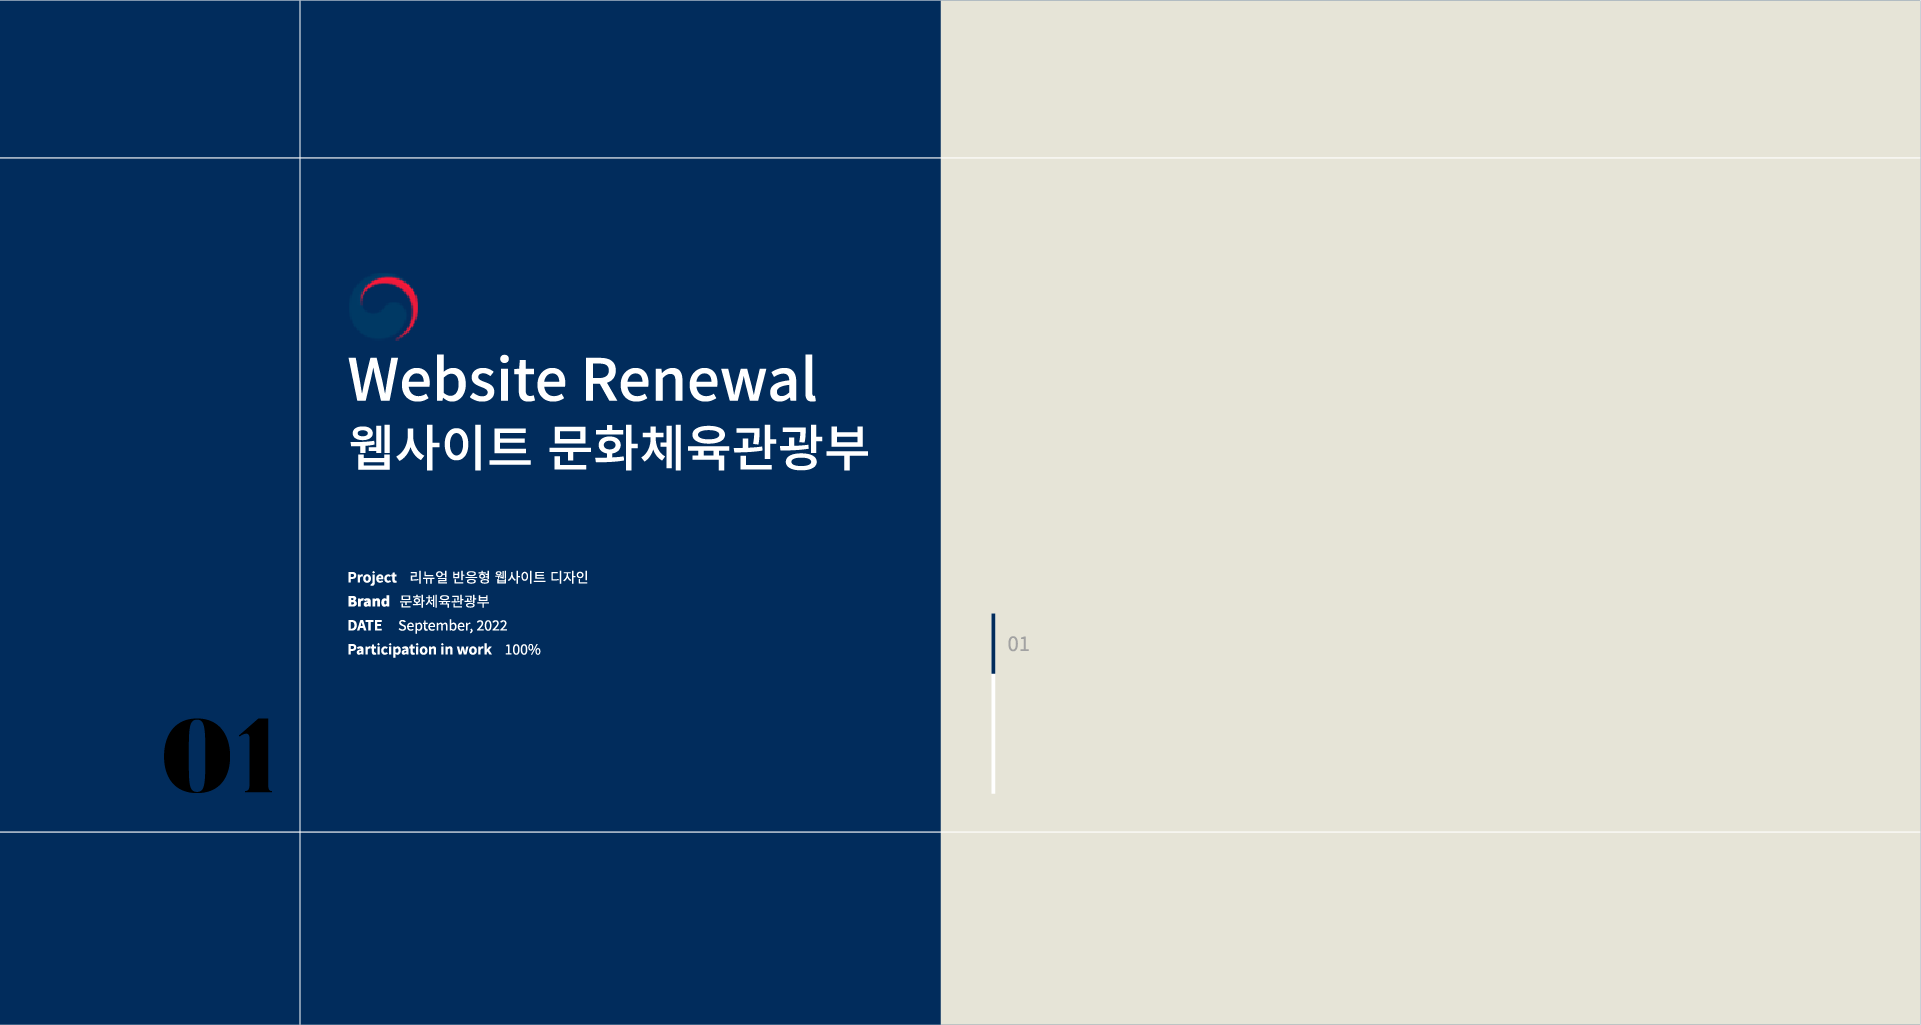 Website Renewal
웹사이트 문화체육관광부
Project 리뉴얼 반응형 웹사이트 디자인
Brand 문화체육관광부
DATE September, 2022
Participation in work 100%
01
01